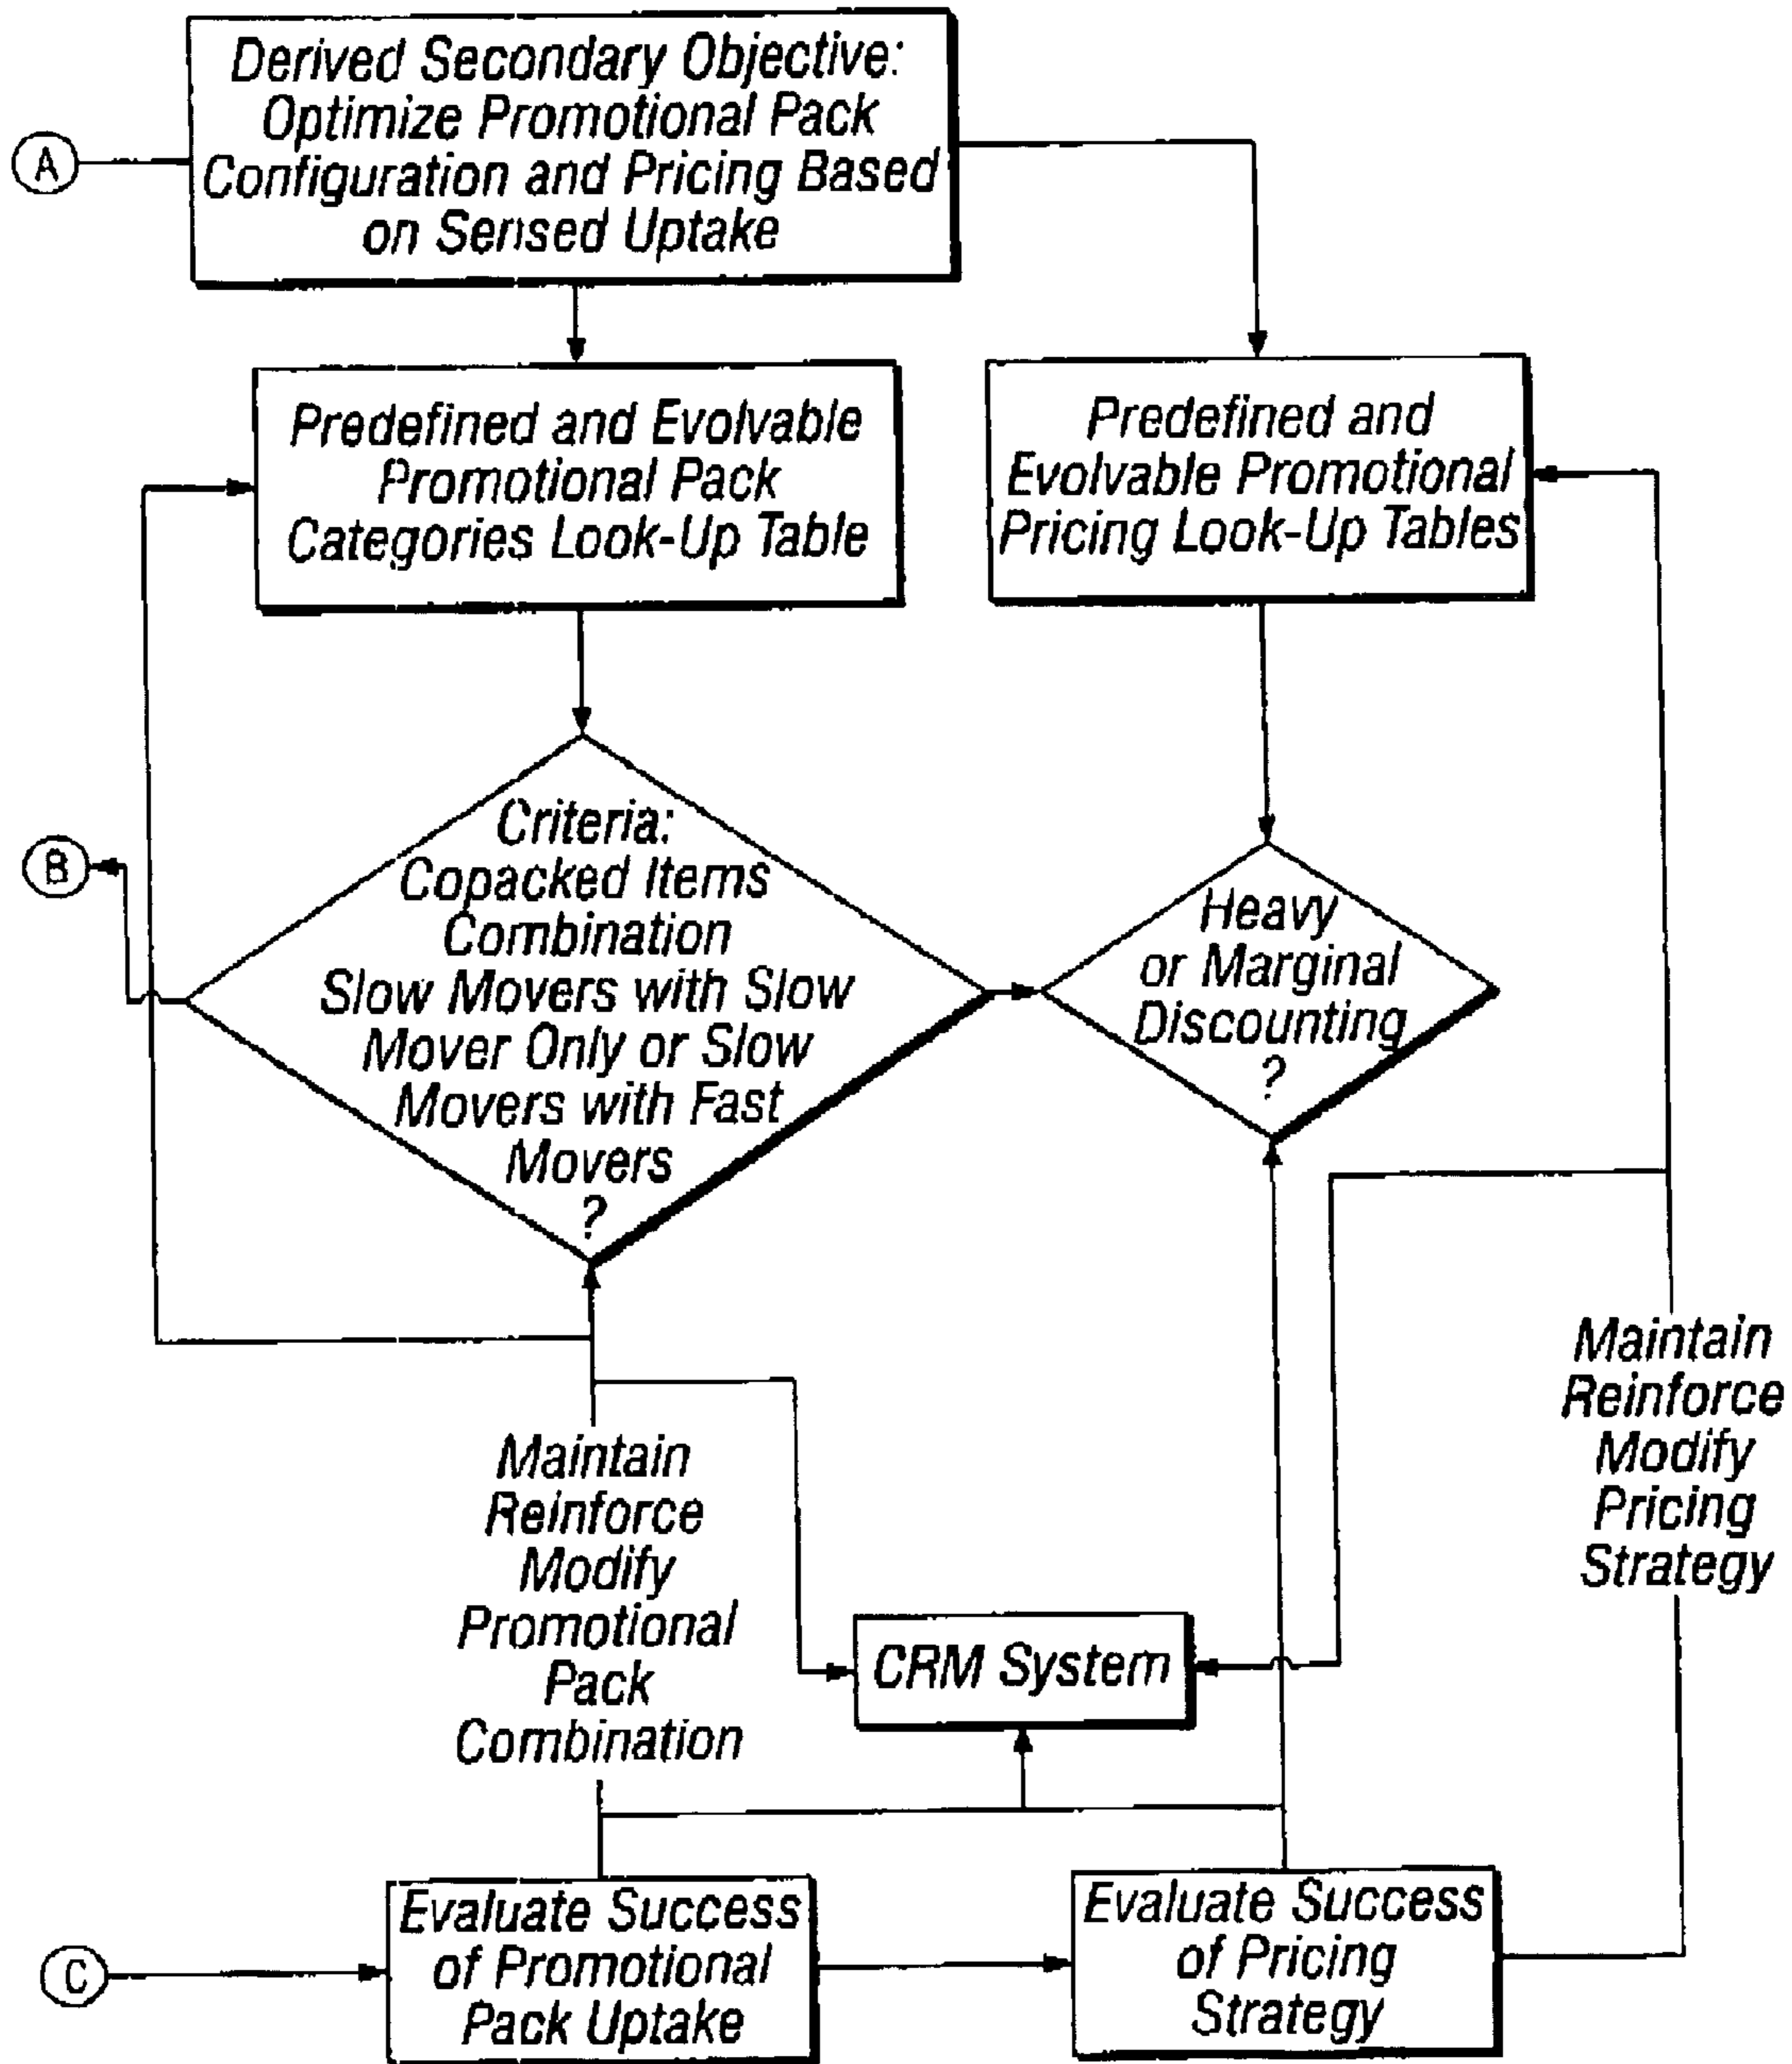 Derived Secondary Objective:
Optimize Promotional Pack
Configuration and Pricing Based
on Sensed Uptake
A
Predefined and Evolvable
Promotional Pack
Categories Look-Up Table
Predefined and
Evolvable Promotional
Pricing Look-Up Tables
B
Criteria:
Copacked Items
Combination
Slow Movers with Slow
Mover Only or Slow
Movers with Fast
Movers
?
Heavy
or Marginal
Discounting
?
Maintain
Reinforce
Modify
Promotional
Pack
Combination
Maintain
Reinforce
Modify
Pricing
Strategy
CRM System
C
Evaluate Success
of Promotional
Pack Uptake
Evaluate Success
of Pricing
Strategy